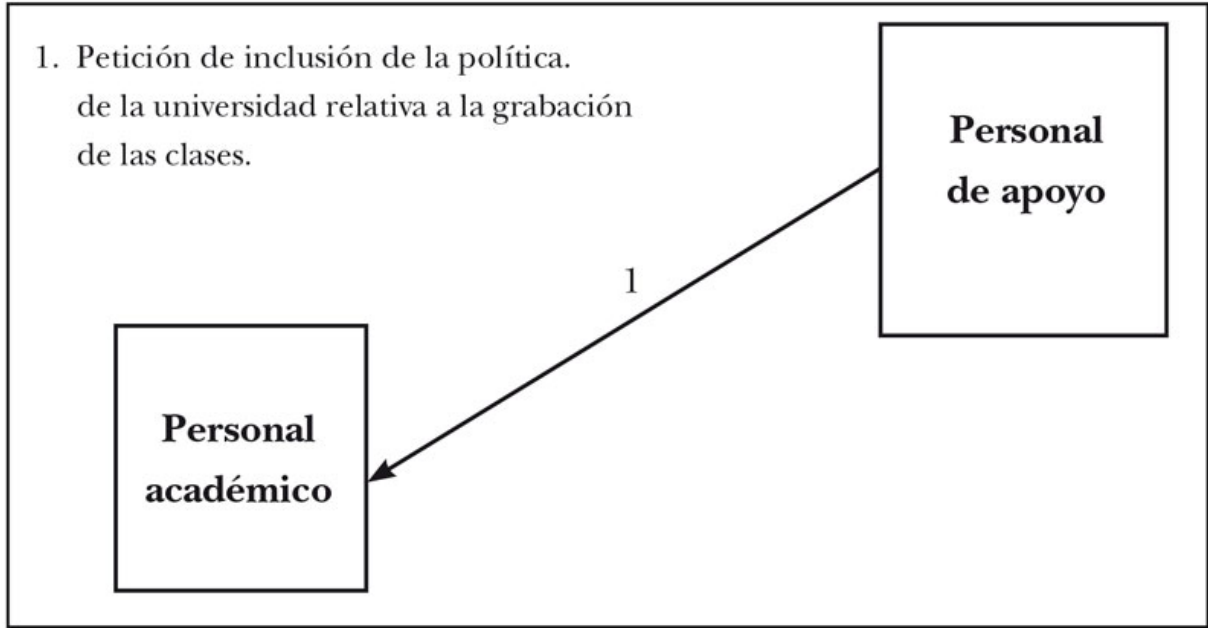 1. Petición de inclusión de la política.
de la universidad relativa a la grabación
de las clases.
Personal
de apoyo
1
Personal
académico